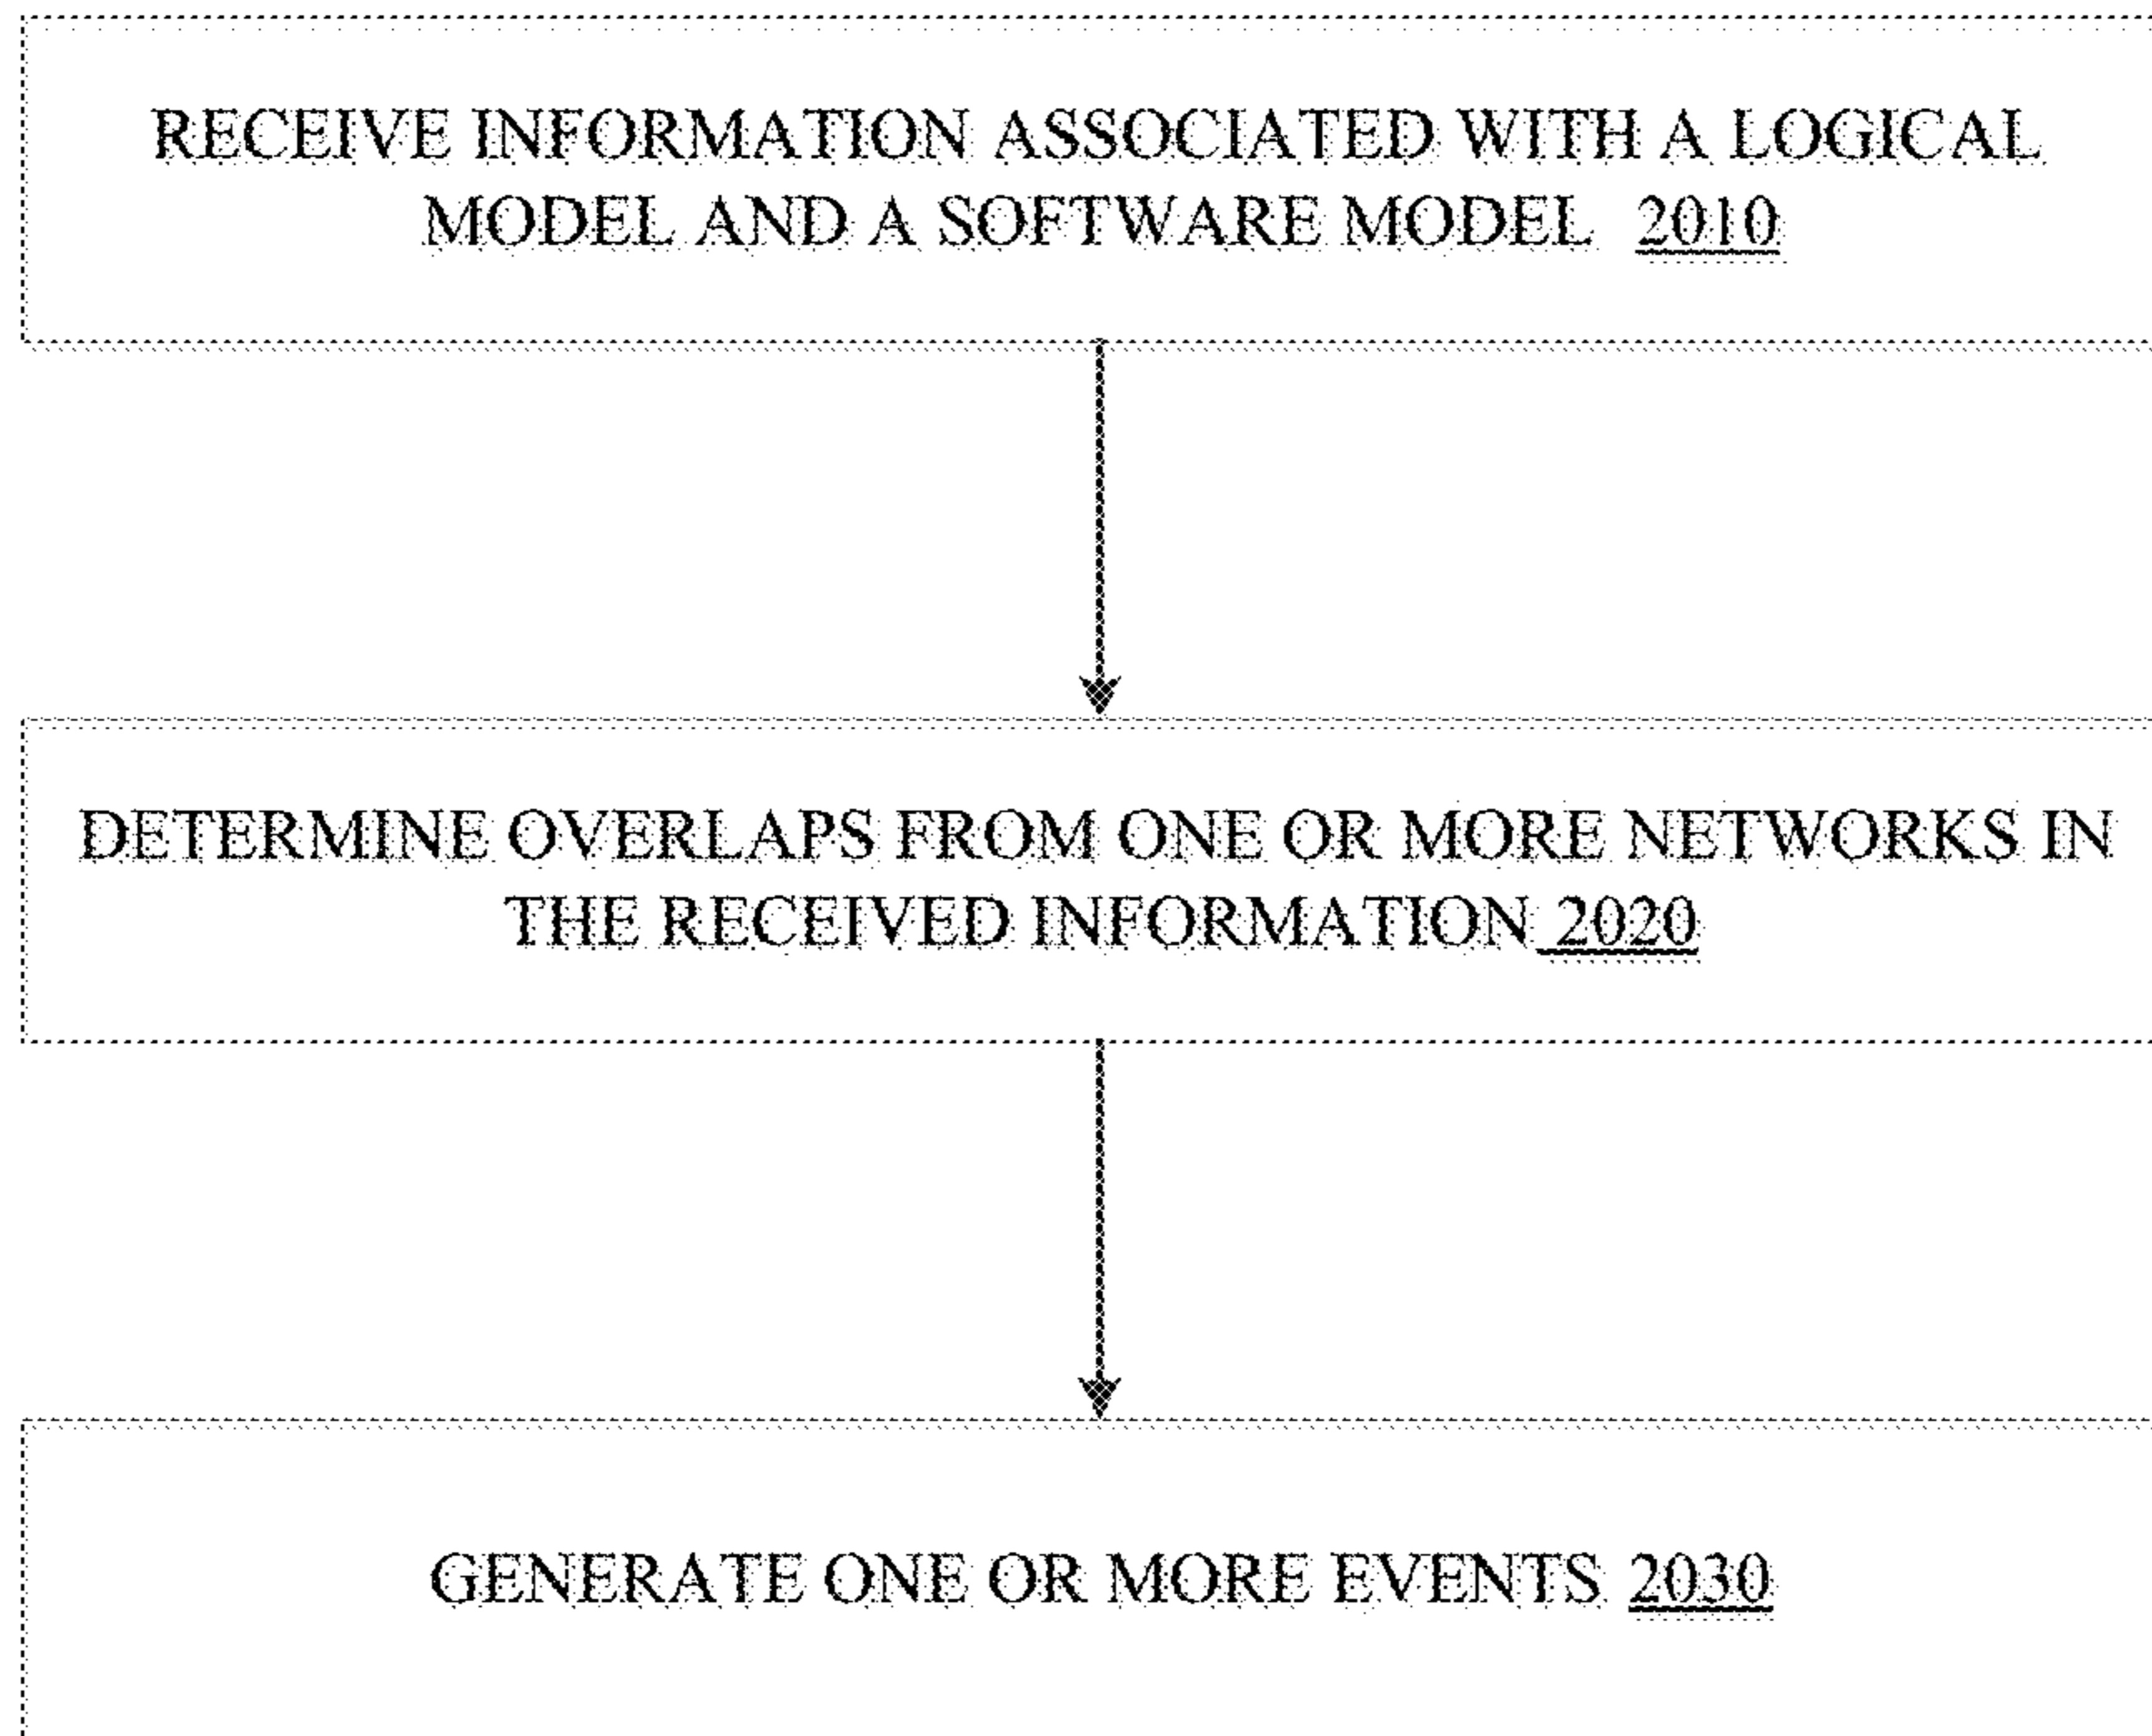 RECEIVE INFORMATION ASSOCIATED WITH A LOGICAL
MODEL AND A SOFTWARE MODEL 2010
DETERMINE OVERLAPS FROM ONE OR MORE NETWORKS IN
THE RECEIVED INFORMATION 2020
GENERATE ONE OR MORE EVENTS 2030